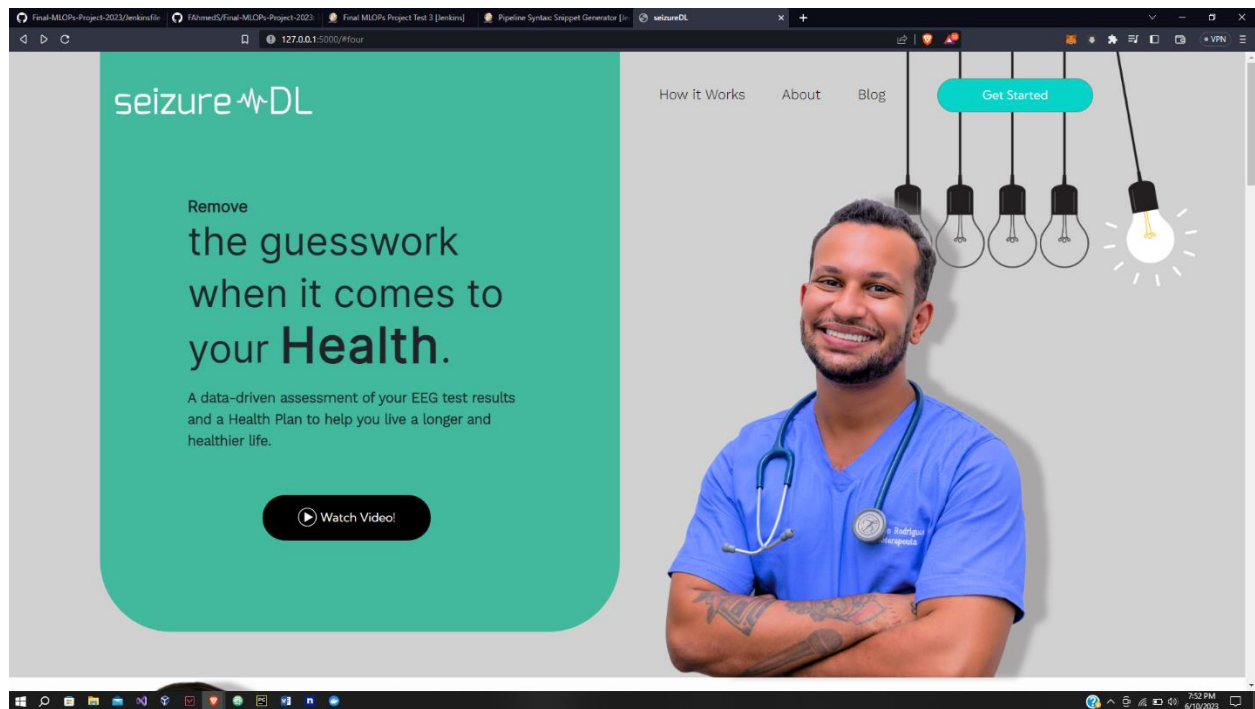 Final-MLOPs-Project-2023/Jenkinsfile
FAhmedS/Final-MLOPs-Project-2023:
Final MLOPs Project Test 3 [Jenkins]
Pipeline Syntax: Snippet Generator [Je
seizureDL
127.0.0.1:5000/#four
VPN
seizure DL
How it Works
About
Blog
Get Started
Remove
the guesswork
when it comes to
your Health.
A data-driven assessment of your EEG test results
and a Health Plan to help you live a longer and
healthier life.
Watch Video!
Rodrigues
7:52 PM
6/10/2023